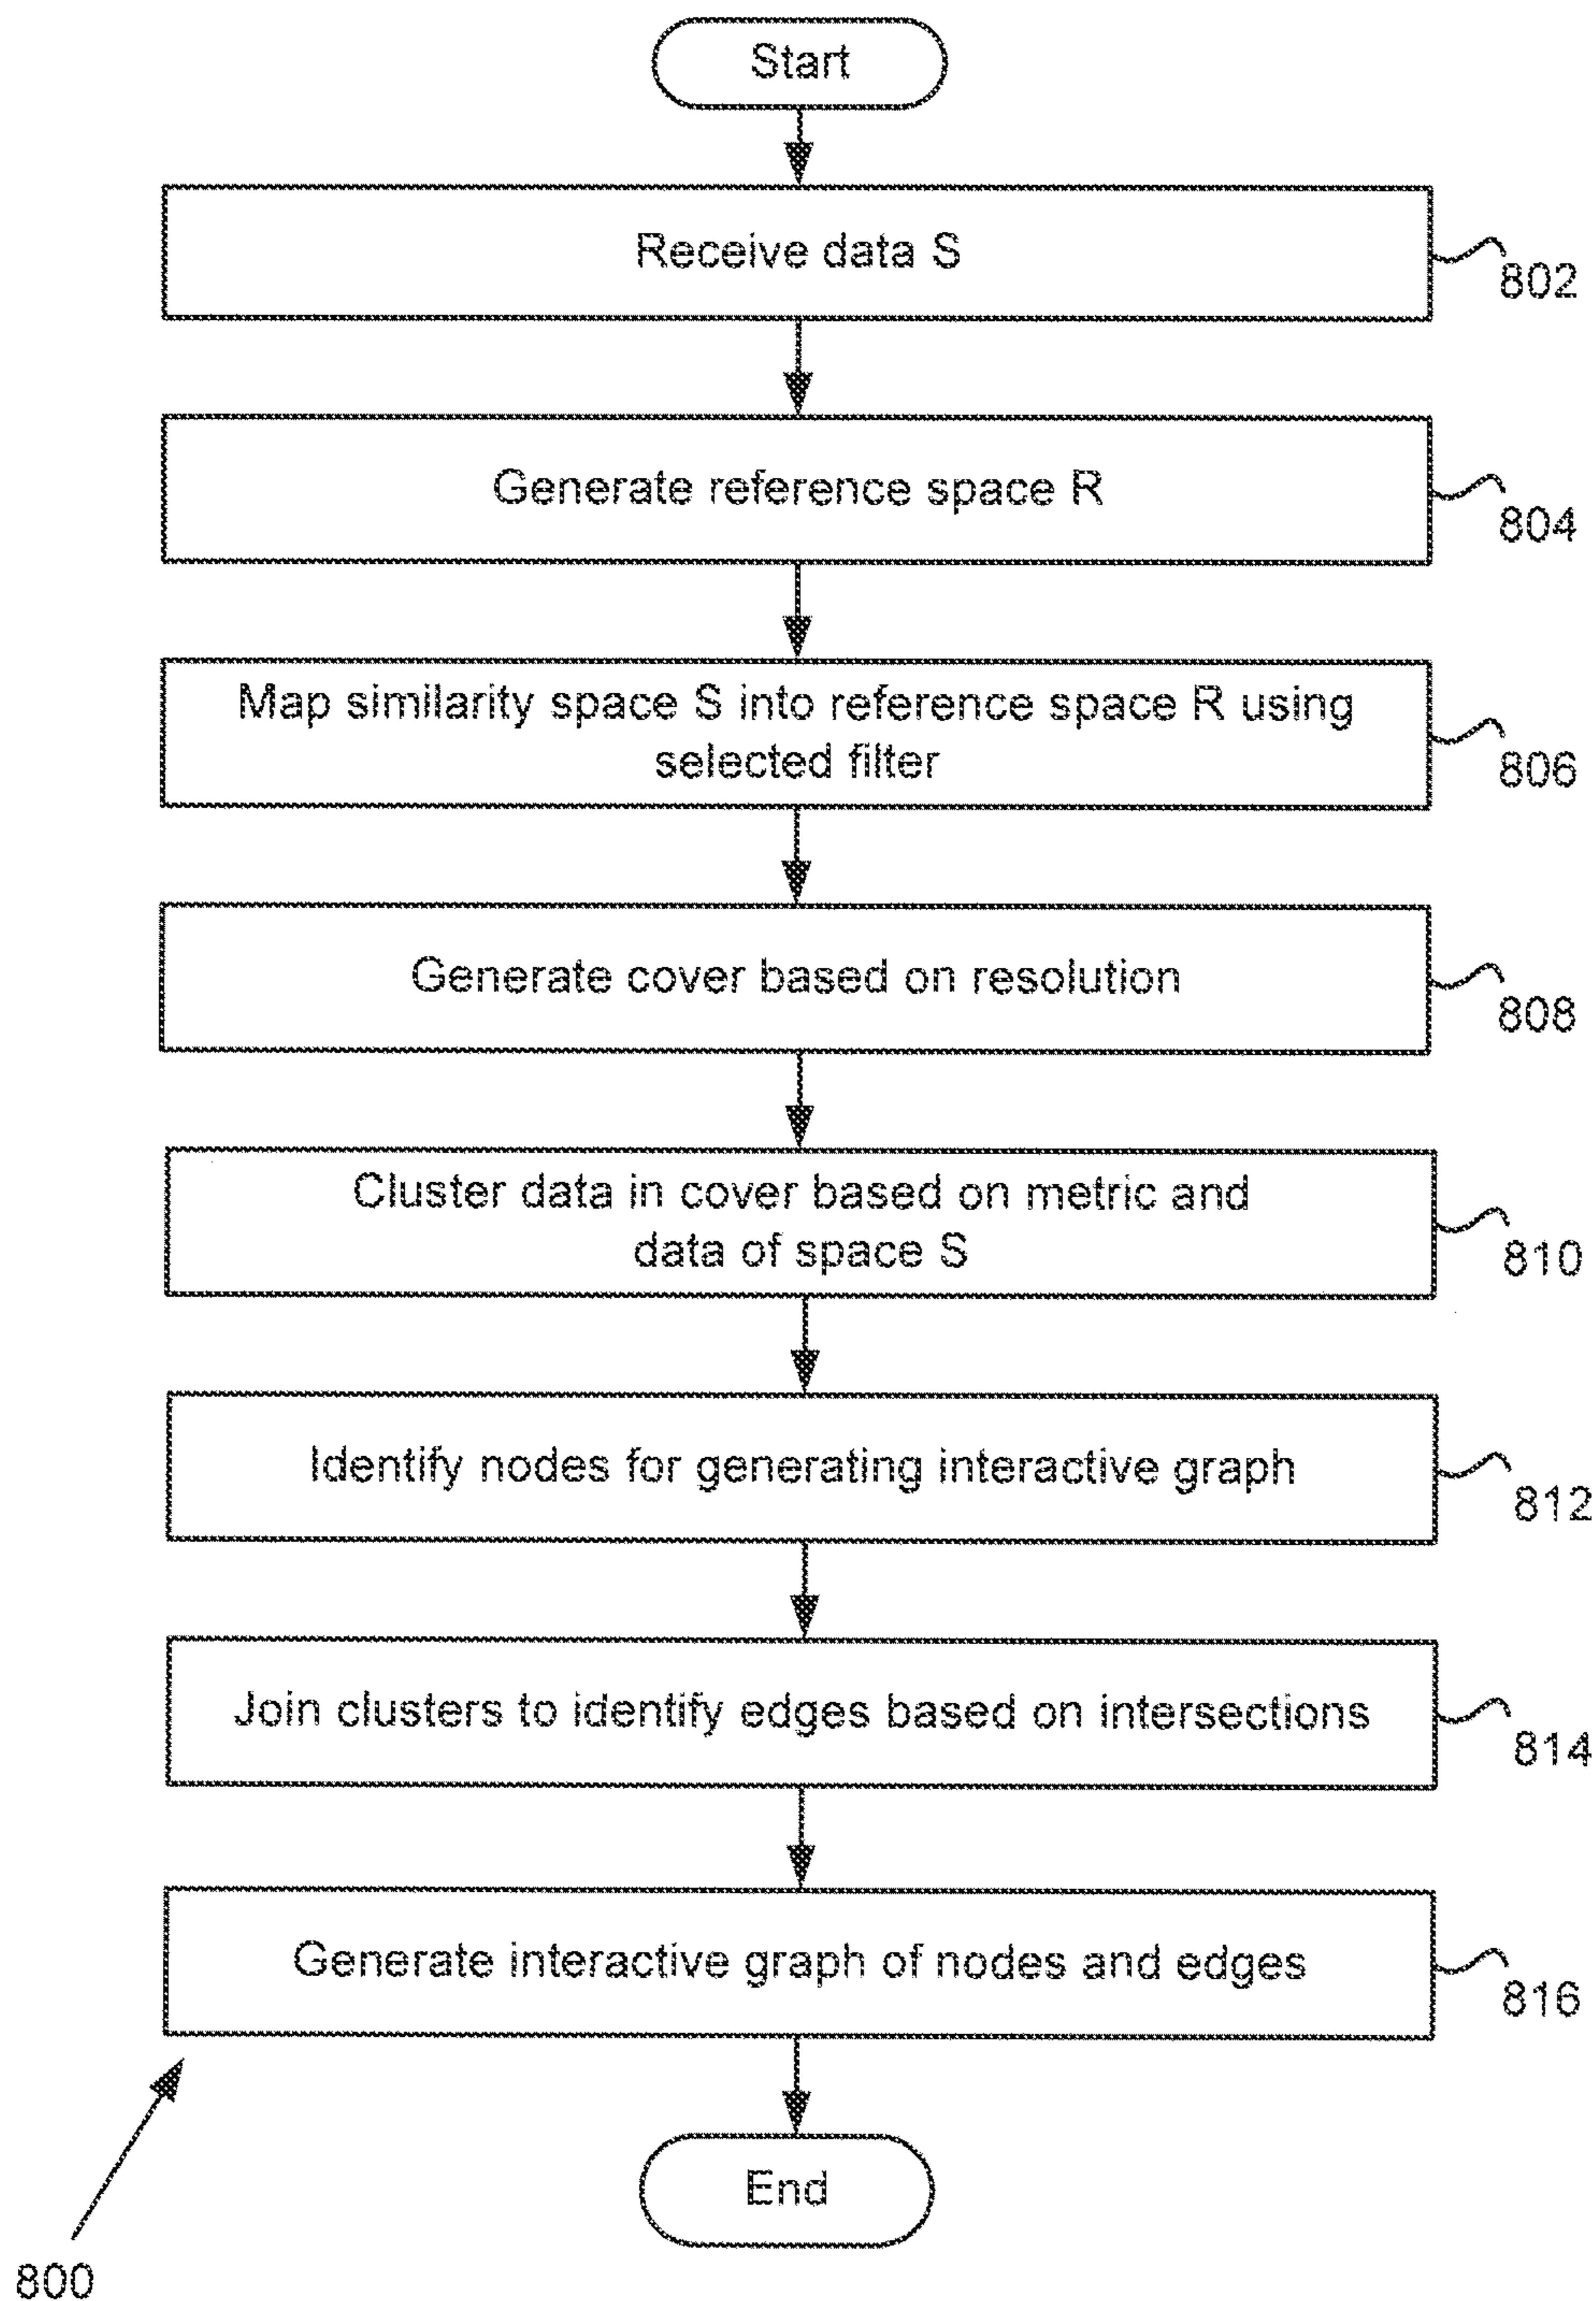 Start
Receive data S
802
Generate reference space R
804
Map similarity space S into reference space R using
selected filter
806
Generate cover based on resolution
808
Cluster data in cover based on metric and
data of space S
810
Identify nodes for generating interactive graph
812
Join clusters to identify edges based on intersections
814
Generate interactive graph of nodes and edges
816
End
800